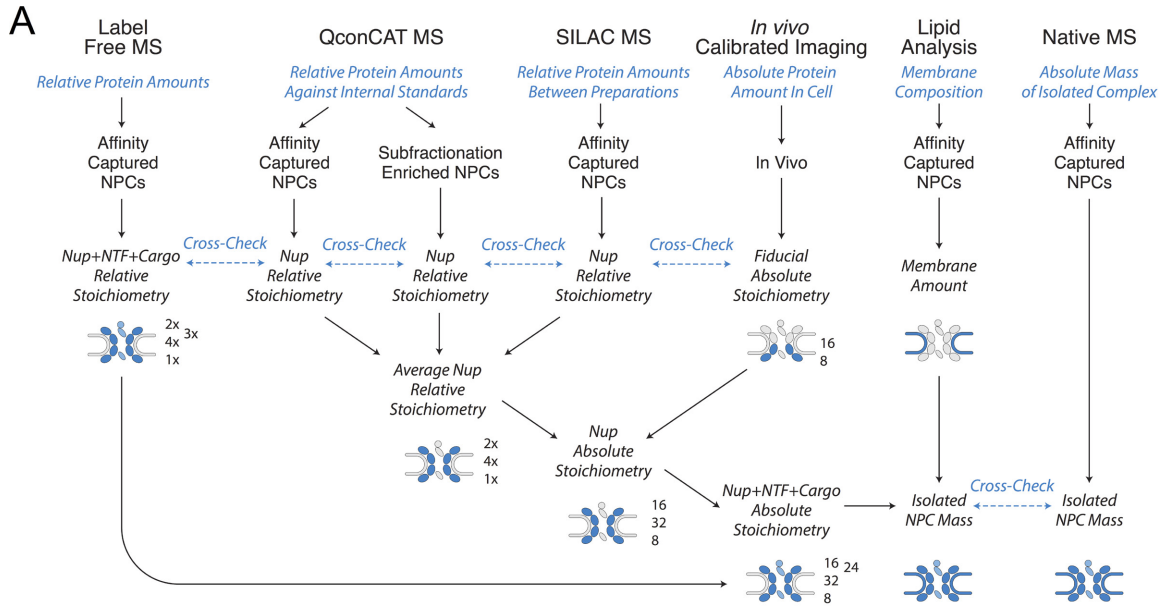 A
Label
Free MS
QconCAT MS
SILAC MS
In vivo
Calibrated Imaging
Lipid
Analysis
Native MS
Relative Protein Amounts
Relative Protein Amounts
Against Internal Standards
Relative Protein Amounts
Between Preparations
Absolute Protein
Amount In Cell
Membrane
Composition
Absolute Mass
of Isolated Complex
Affinity
Captured
NPCs
Affinity
Captured
NPCs
Subfractionation
Enriched NPCs
Affinity
Captured
NPCs
In Vivo
Affinity
Captured
NPCs
Affinity
Captured
NPCs
Nup+NTF+Cargo
Relative
Stoichiometry
Cross-Check
Nup
Relative
Stoichiometry
Cross-Check
Nup
Relative
Stoichiometry
Cross-Check
Nup
Relative
Stoichiometry
Cross-Check
Fiducial
Absolute
Stoichiometry
Membrane
Amount
2x
3x
4x
1x
16
8
Average Nup
Relative
Stoichiometry
2x
4x
1x
Nup
Absolute
Stoichiometry
16
32
8
Nup+NTF+Cargo
Absolute
Stoichiometry
Isolated
NPC Mass
Cross-Check
Isolated
NPC Mass
16
24
32
8